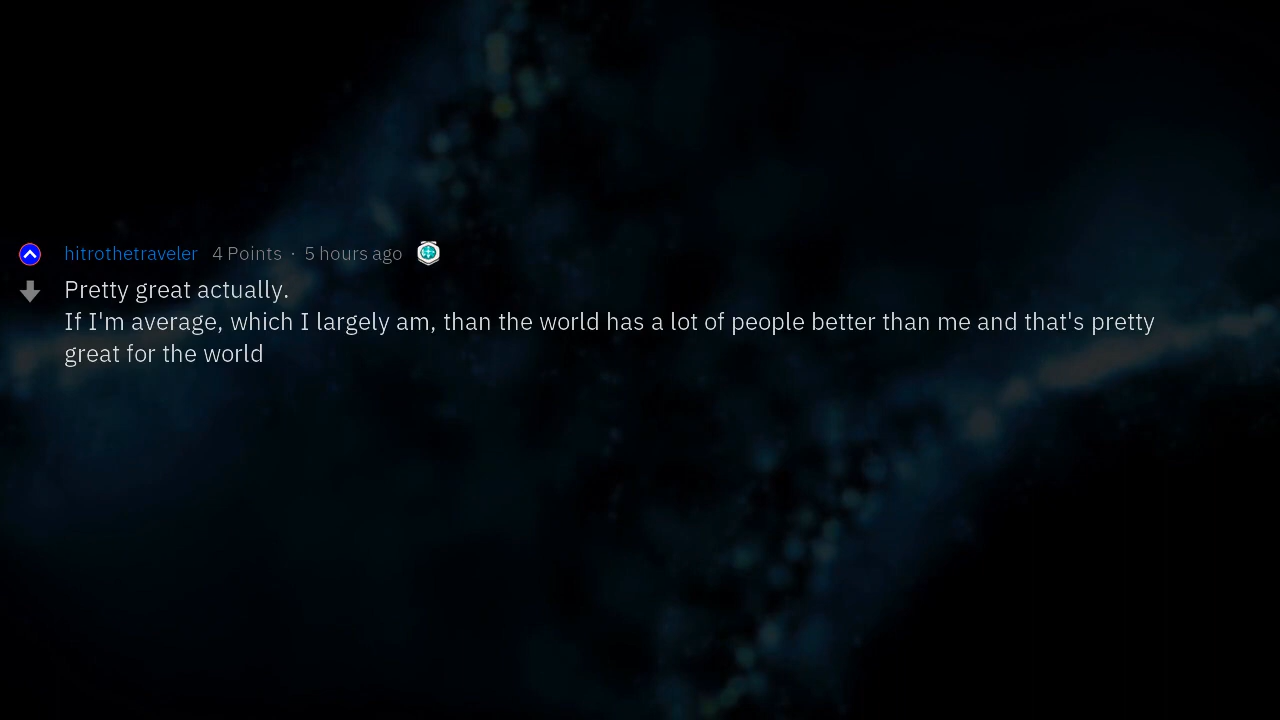 hitrothetraveler 4 Points · 5 hours ago
Pretty great actually.
If I'm average, which I largely am, than the world has a lot of people better than me and that's pretty
great for the world